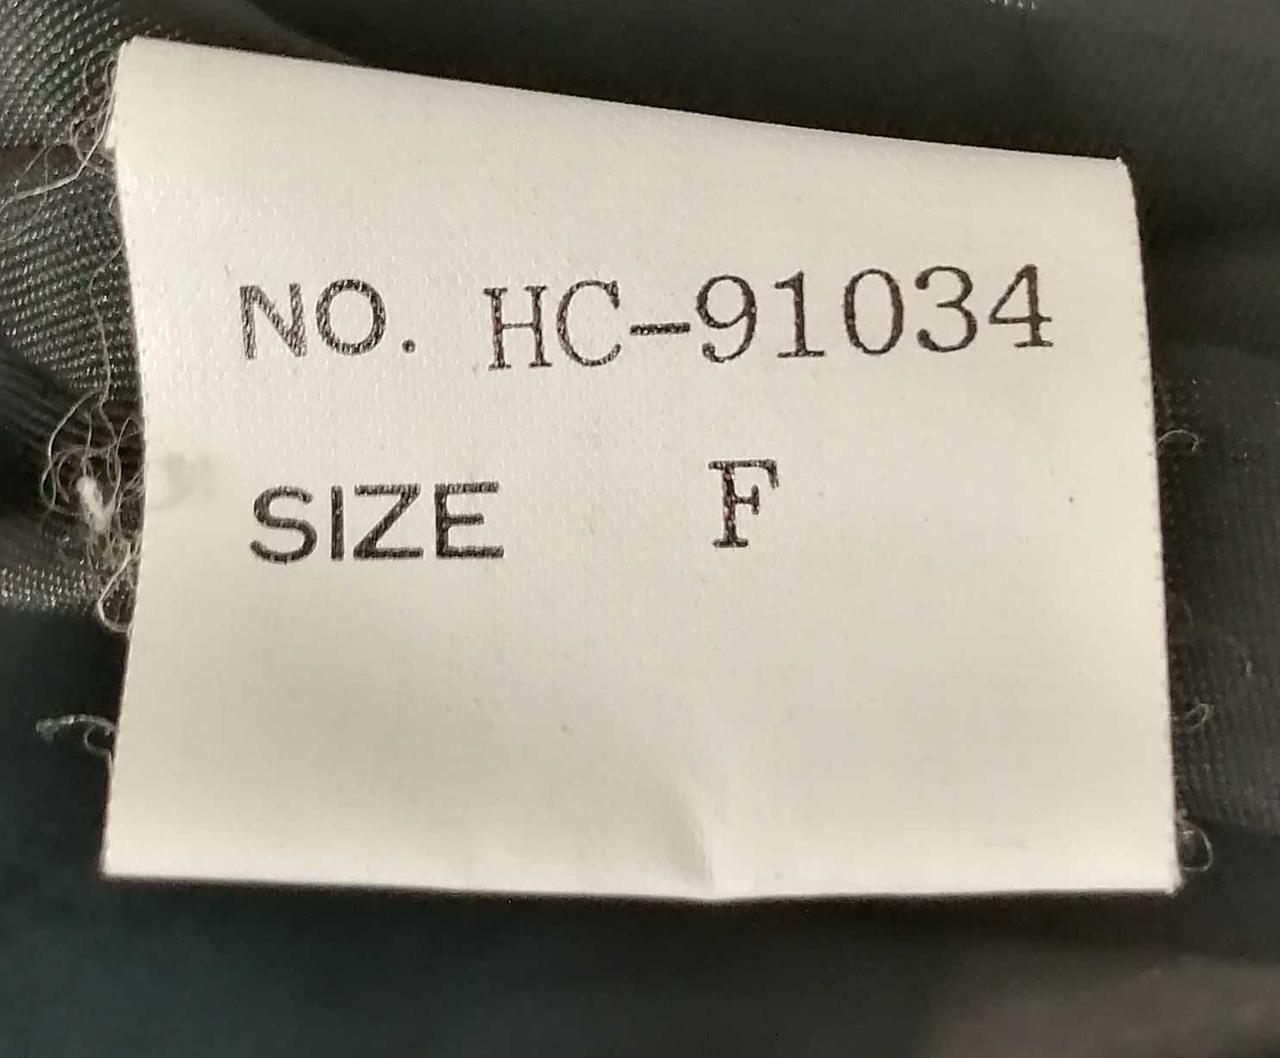 NO. HC-91034
SIZE F